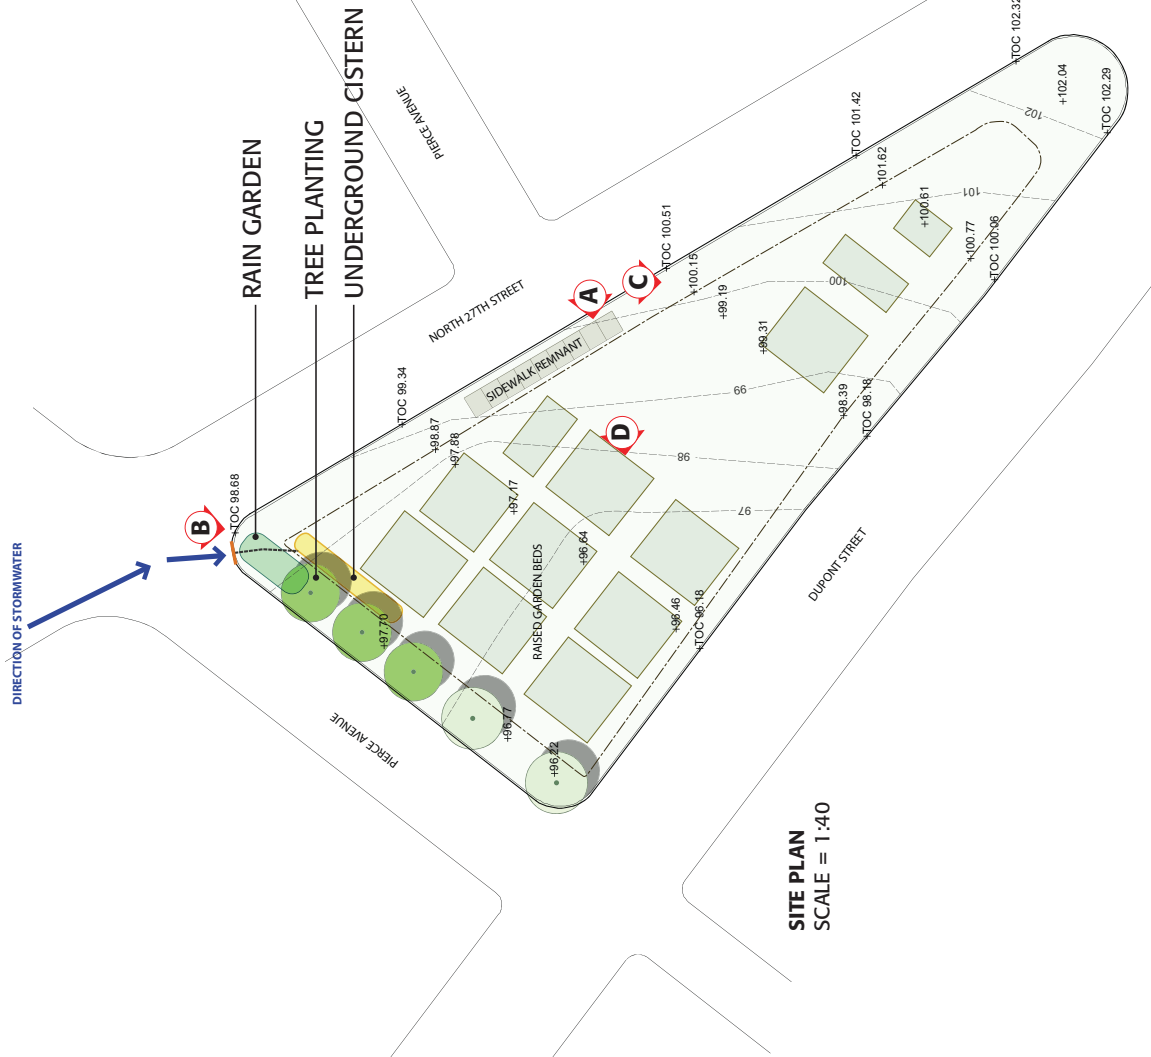 DIRECTION OF STORMWATER
RAIN GARDEN
TREE PLANTING
UNDERGROUND CISTERN
PIERCE AVENUE
NORTH 27TH STREET
SIDEWALK REMNANT
RAISED GARDEN BEDS
PIERCE AVENUE
DUPONT STREET
A
B
C
D
+TOC 98.68
+TOC 99.34
+TOC 100.51
+TOC 101.42
+TOC 102.32
+102.04
+TOC 102.29
102
+101.62
101
+100.61
+100.77
+TOC 100.06
+100.15
100
+99.19
+99.31
99
+98.39
+TOC 98.18
+98.87
+97.88
98
+97.17
97
+96.64
+97.70
+96.46
+TOC 96.18
+96.77
+96.22
SITE PLAN
SCALE = 1:40